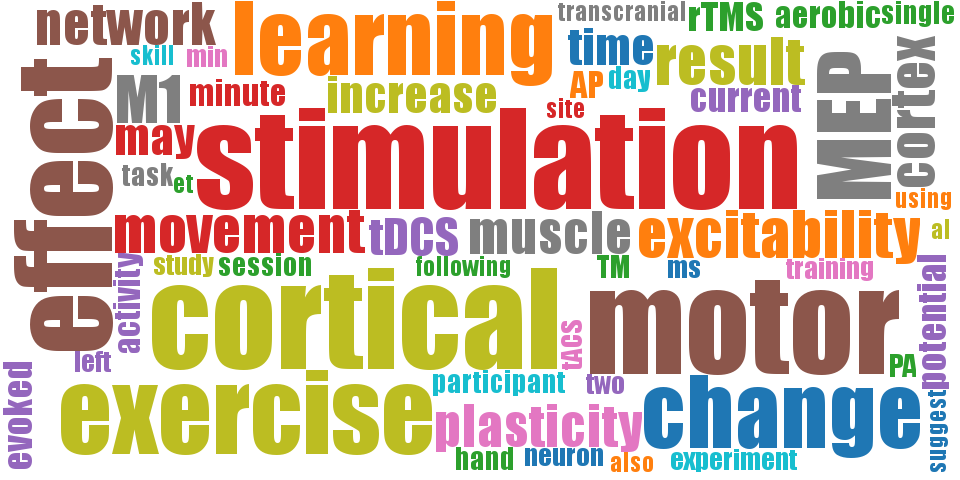 network
learning
transcranial
rTMS
aerobic
single
skill
min
time
result
effect
M1
minute
increase
AP
day
current
MEP
cortex
site
may
stimulation
task
et
using
movement
tDCS
muscle
excitability
al
activity
study
session
following
TM
ms
training
potential
cortical
motor
left
tACS
PA
evoked
exercise
participant
two
change
suggest
plasticity
hand
neuron
also
experiment